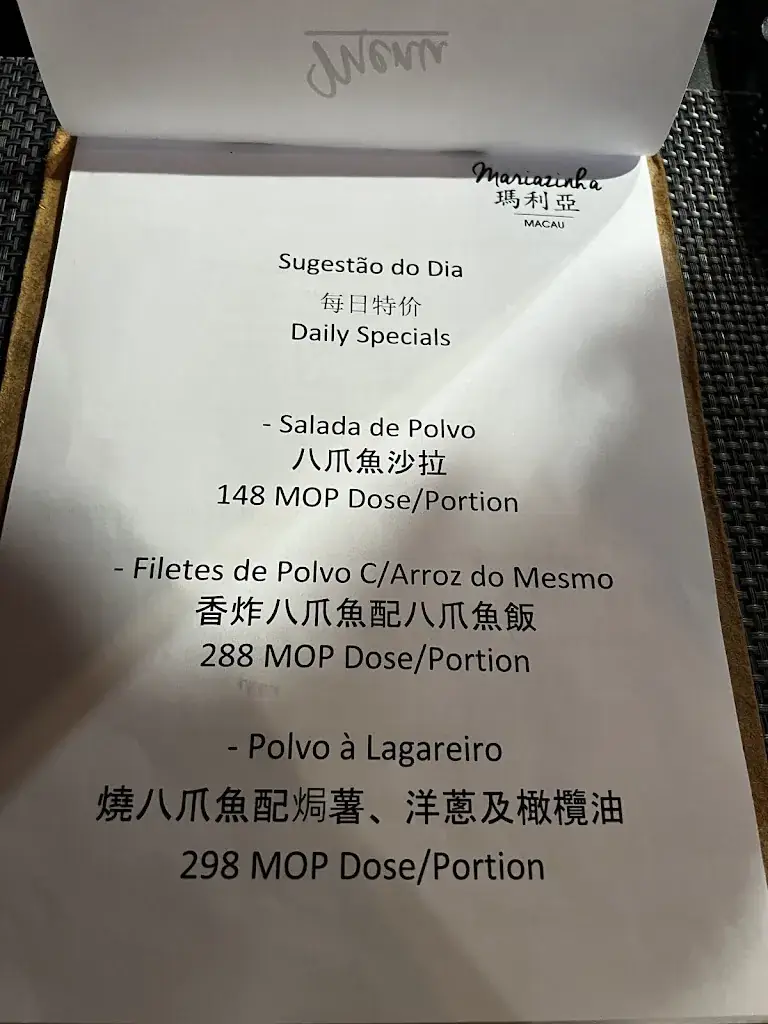 Menu
Mariazinha
瑪利亞
MACAU
Sugestão do Dia
每日特价
Daily Specials
- Salada de Polvo
八爪魚沙拉
148 MOP Dose/Portion
- Filetes de Polvo C/Arroz do Mesmo
香炸八爪魚配八爪魚飯
288 MOP Dose/Portion
- Polvo à Lagareiro
燒八爪魚配焗薯、洋蔥及橄欖油
298 MOP Dose/Portion